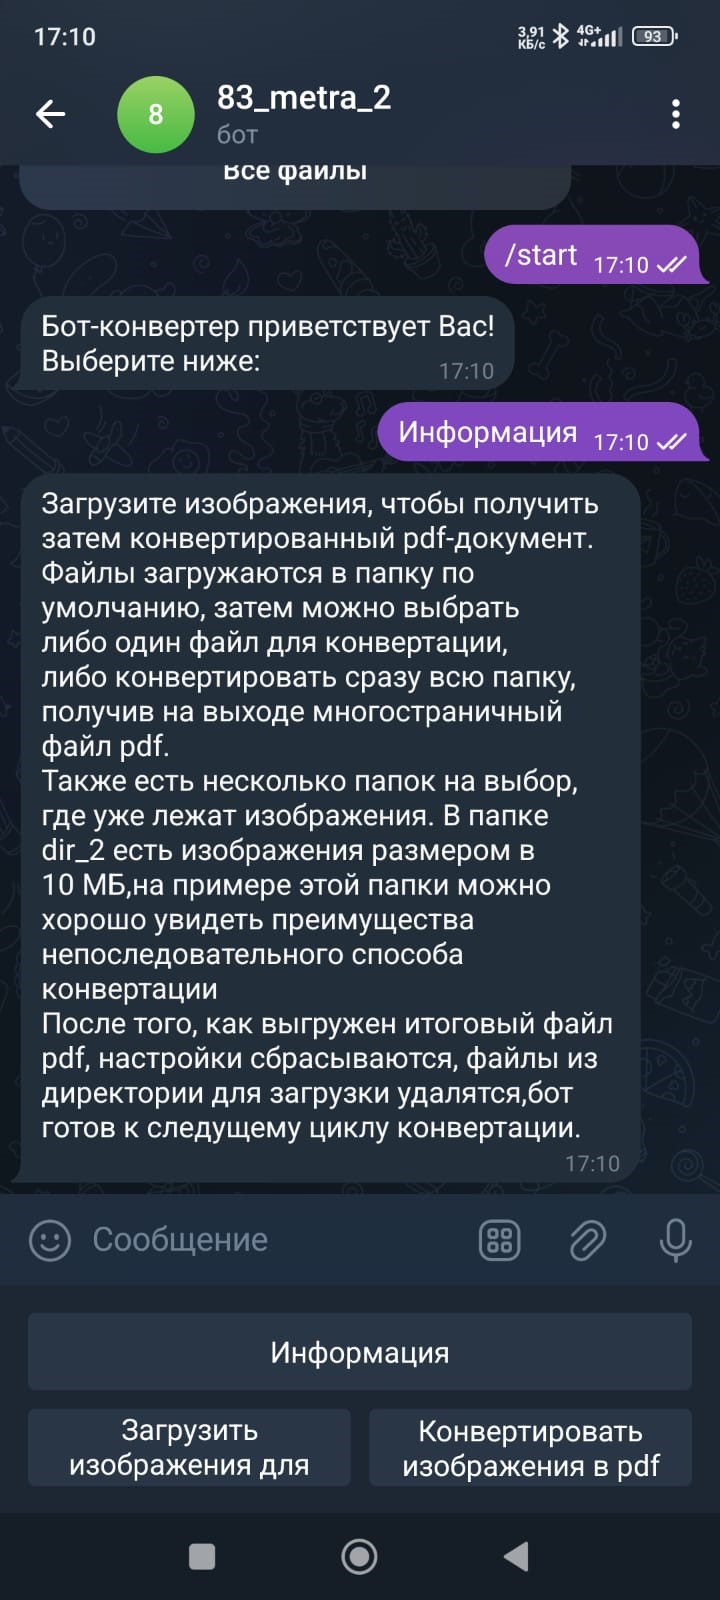 17:10
3,91
КБ/с
4G+
93
8
83_metra_2
бот
Все файлы
/start 17:10
Бот-конвертер приветствует Вас!
Выберите ниже:
17:10
Информация 17:10
Загрузите изображения, чтобы получить
затем конвертированный pdf-документ.
Файлы загружаются в папку по
умолчанию, затем можно выбрать
либо один файл для конвертации,
либо конвертировать сразу всю папку,
получив на выходе многостраничный
файл pdf.
Также есть несколько папок на выбор,
где уже лежат изображения. В папке
dir_2 есть изображения размером в
10 МБ,на примере этой папки можно
хорошо увидеть преимущества
непоследовательного способа
конвертации
После того, как выгружен итоговый файл
pdf, настройки сбрасываются, файлы из
директории для загрузки удалятся,бот
готов к следущему циклу конвертации.
17:10
Сообщение
Информация
Загрузить
изображения для
Конвертировать
изображения в pdf